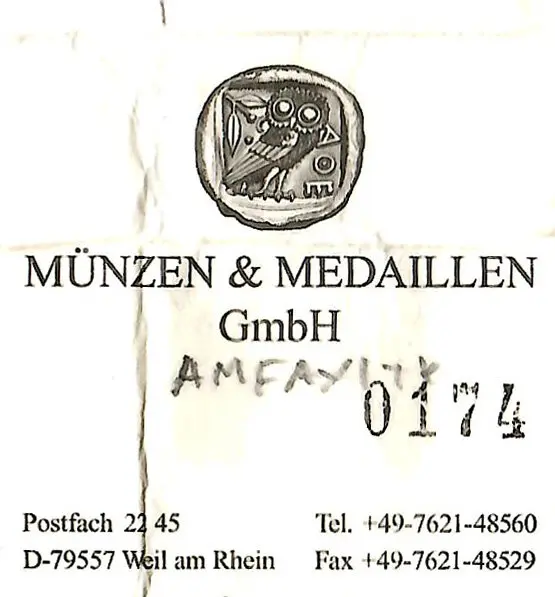 MÜNZEN & MEDAILLEN
GmbH
0174
Postfach 22 45
D-79557 Weil am Rhein
Tel. +49-7621-48560
Fax +49-7621-48529